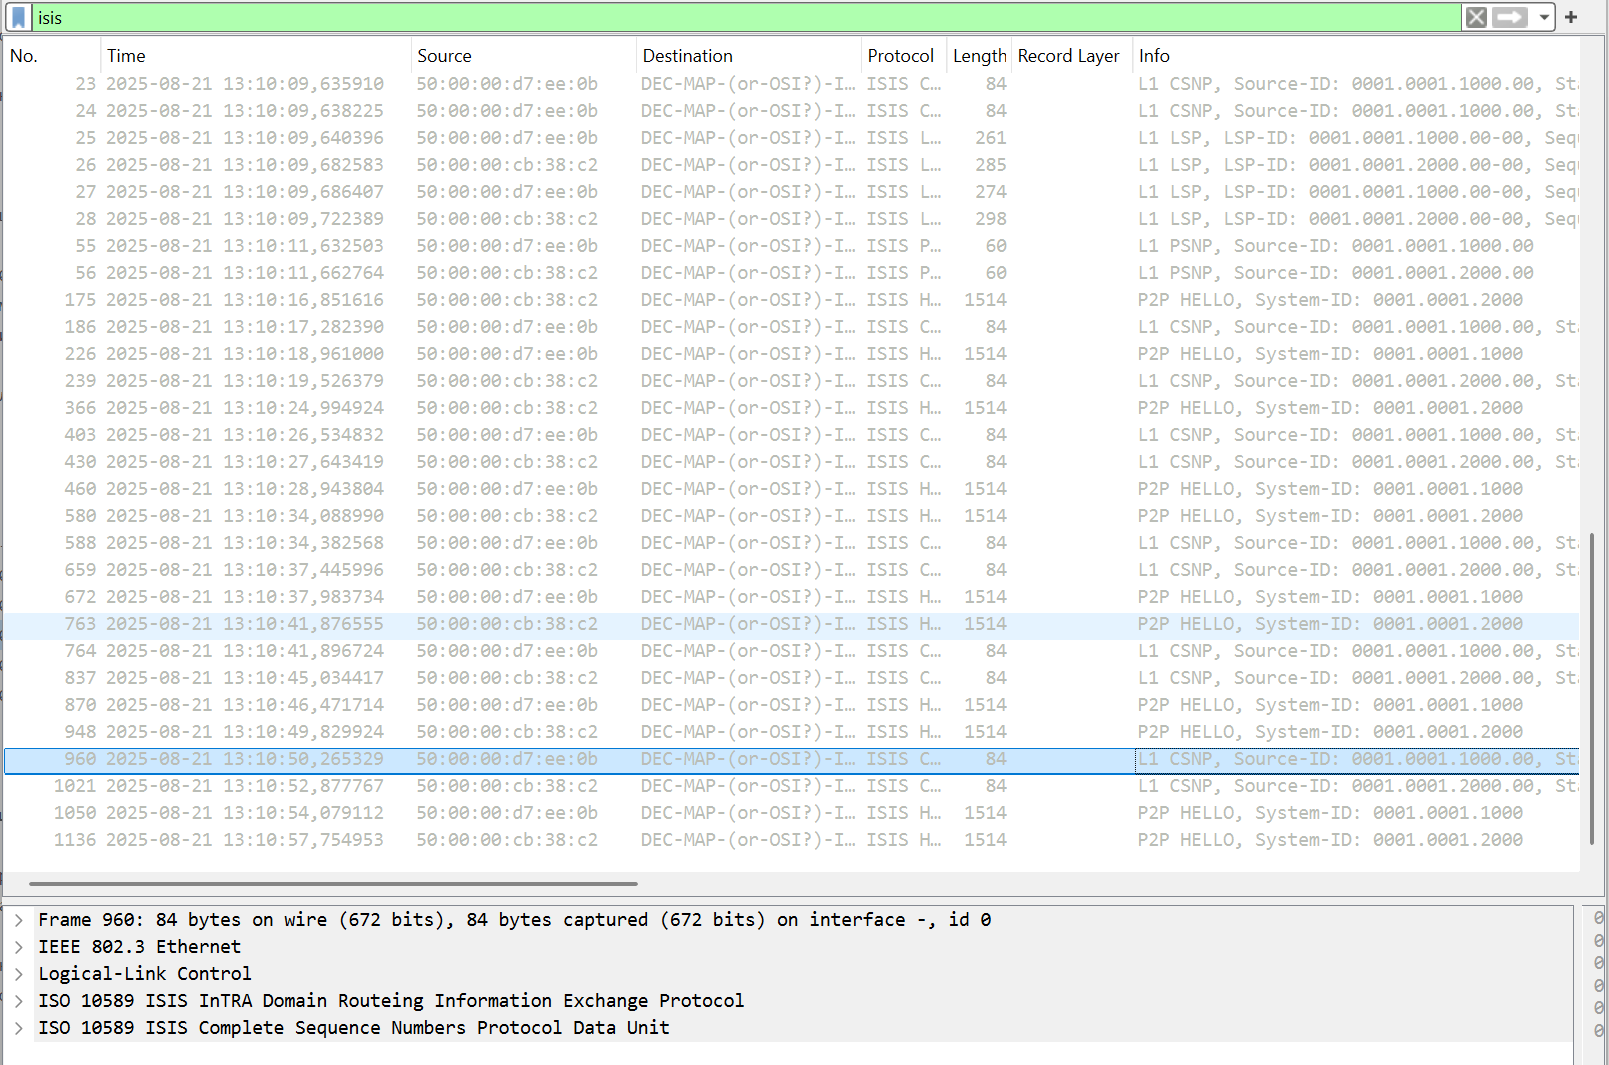 isis
No. Time Source Destination Protocol Length Record Layer Info
23 2025-08-21 13:10:09,635910 50:00:00:d7:ee:0b DEC-MAP-(or-OSI?)-I… ISIS C… 84 L1 CSNP, Source-ID: 0001.0001.1000.00, St
24 2025-08-21 13:10:09,638225 50:00:00:d7:ee:0b DEC-MAP-(or-OSI?)-I… ISIS C… 84 L1 CSNP, Source-ID: 0001.0001.1000.00, St
25 2025-08-21 13:10:09,640396 50:00:00:d7:ee:0b DEC-MAP-(or-OSI?)-I… ISIS L… 261 L1 LSP, LSP-ID: 0001.0001.1000.00-00, Seq
26 2025-08-21 13:10:09,682583 50:00:00:cb:38:c2 DEC-MAP-(or-OSI?)-I… ISIS L… 285 L1 LSP, LSP-ID: 0001.0001.2000.00-00, Seq
27 2025-08-21 13:10:09,686407 50:00:00:d7:ee:0b DEC-MAP-(or-OSI?)-I… ISIS L… 274 L1 LSP, LSP-ID: 0001.0001.1000.00-00, Seq
28 2025-08-21 13:10:09,722389 50:00:00:cb:38:c2 DEC-MAP-(or-OSI?)-I… ISIS L… 298 L1 LSP, LSP-ID: 0001.0001.2000.00-00, Seq
55 2025-08-21 13:10:11,632503 50:00:00:d7:ee:0b DEC-MAP-(or-OSI?)-I… ISIS P… 60 L1 PSNP, Source-ID: 0001.0001.1000.00
56 2025-08-21 13:10:11,662764 50:00:00:cb:38:c2 DEC-MAP-(or-OSI?)-I… ISIS P… 60 L1 PSNP, Source-ID: 0001.0001.2000.00
175 2025-08-21 13:10:16,851616 50:00:00:cb:38:c2 DEC-MAP-(or-OSI?)-I… ISIS H… 1514 P2P HELLO, System-ID: 0001.0001.2000
186 2025-08-21 13:10:17,282390 50:00:00:d7:ee:0b DEC-MAP-(or-OSI?)-I… ISIS C… 84 L1 CSNP, Source-ID: 0001.0001.1000.00, St
226 2025-08-21 13:10:18,961000 50:00:00:d7:ee:0b DEC-MAP-(or-OSI?)-I… ISIS H… 1514 P2P HELLO, System-ID: 0001.0001.1000
239 2025-08-21 13:10:19,526379 50:00:00:cb:38:c2 DEC-MAP-(or-OSI?)-I… ISIS C… 84 L1 CSNP, Source-ID: 0001.0001.2000.00, St
366 2025-08-21 13:10:24,994924 50:00:00:cb:38:c2 DEC-MAP-(or-OSI?)-I… ISIS H… 1514 P2P HELLO, System-ID: 0001.0001.2000
403 2025-08-21 13:10:26,534832 50:00:00:d7:ee:0b DEC-MAP-(or-OSI?)-I… ISIS C… 84 L1 CSNP, Source-ID: 0001.0001.1000.00, St
430 2025-08-21 13:10:27,643419 50:00:00:cb:38:c2 DEC-MAP-(or-OSI?)-I… ISIS C… 84 L1 CSNP, Source-ID: 0001.0001.2000.00, St
460 2025-08-21 13:10:28,943804 50:00:00:d7:ee:0b DEC-MAP-(or-OSI?)-I… ISIS H… 1514 P2P HELLO, System-ID: 0001.0001.1000
580 2025-08-21 13:10:34,088990 50:00:00:cb:38:c2 DEC-MAP-(or-OSI?)-I… ISIS H… 1514 P2P HELLO, System-ID: 0001.0001.2000
588 2025-08-21 13:10:34,382568 50:00:00:d7:ee:0b DEC-MAP-(or-OSI?)-I… ISIS C… 84 L1 CSNP, Source-ID: 0001.0001.1000.00, St
659 2025-08-21 13:10:37,445996 50:00:00:cb:38:c2 DEC-MAP-(or-OSI?)-I… ISIS C… 84 L1 CSNP, Source-ID: 0001.0001.2000.00, St
672 2025-08-21 13:10:37,983734 50:00:00:d7:ee:0b DEC-MAP-(or-OSI?)-I… ISIS H… 1514 P2P HELLO, System-ID: 0001.0001.1000
763 2025-08-21 13:10:41,876555 50:00:00:cb:38:c2 DEC-MAP-(or-OSI?)-I… ISIS H… 1514 P2P HELLO, System-ID: 0001.0001.2000
764 2025-08-21 13:10:41,896724 50:00:00:d7:ee:0b DEC-MAP-(or-OSI?)-I… ISIS C… 84 L1 CSNP, Source-ID: 0001.0001.1000.00, St
837 2025-08-21 13:10:45,034417 50:00:00:cb:38:c2 DEC-MAP-(or-OSI?)-I… ISIS C… 84 L1 CSNP, Source-ID: 0001.0001.2000.00, St
870 2025-08-21 13:10:46,471714 50:00:00:d7:ee:0b DEC-MAP-(or-OSI?)-I… ISIS H… 1514 P2P HELLO, System-ID: 0001.0001.1000
948 2025-08-21 13:10:49,829924 50:00:00:cb:38:c2 DEC-MAP-(or-OSI?)-I… ISIS H… 1514 P2P HELLO, System-ID: 0001.0001.2000
960 2025-08-21 13:10:50,265329 50:00:00:d7:ee:0b DEC-MAP-(or-OSI?)-I… ISIS C… 84 L1 CSNP, Source-ID: 0001.0001.1000.00, St
1021 2025-08-21 13:10:52,877767 50:00:00:cb:38:c2 DEC-MAP-(or-OSI?)-I… ISIS C… 84 L1 CSNP, Source-ID: 0001.0001.2000.00, St
1050 2025-08-21 13:10:54,079112 50:00:00:d7:ee:0b DEC-MAP-(or-OSI?)-I… ISIS H… 1514 P2P HELLO, System-ID: 0001.0001.1000
1136 2025-08-21 13:10:57,754953 50:00:00:cb:38:c2 DEC-MAP-(or-OSI?)-I… ISIS H… 1514 P2P HELLO, System-ID: 0001.0001.2000
Frame 960: 84 bytes on wire (672 bits), 84 bytes captured (672 bits) on interface -, id 0
IEEE 802.3 Ethernet
Logical-Link Control
ISO 10589 ISIS InTRA Domain Routeing Information Exchange Protocol
ISO 10589 ISIS Complete Sequence Numbers Protocol Data Unit